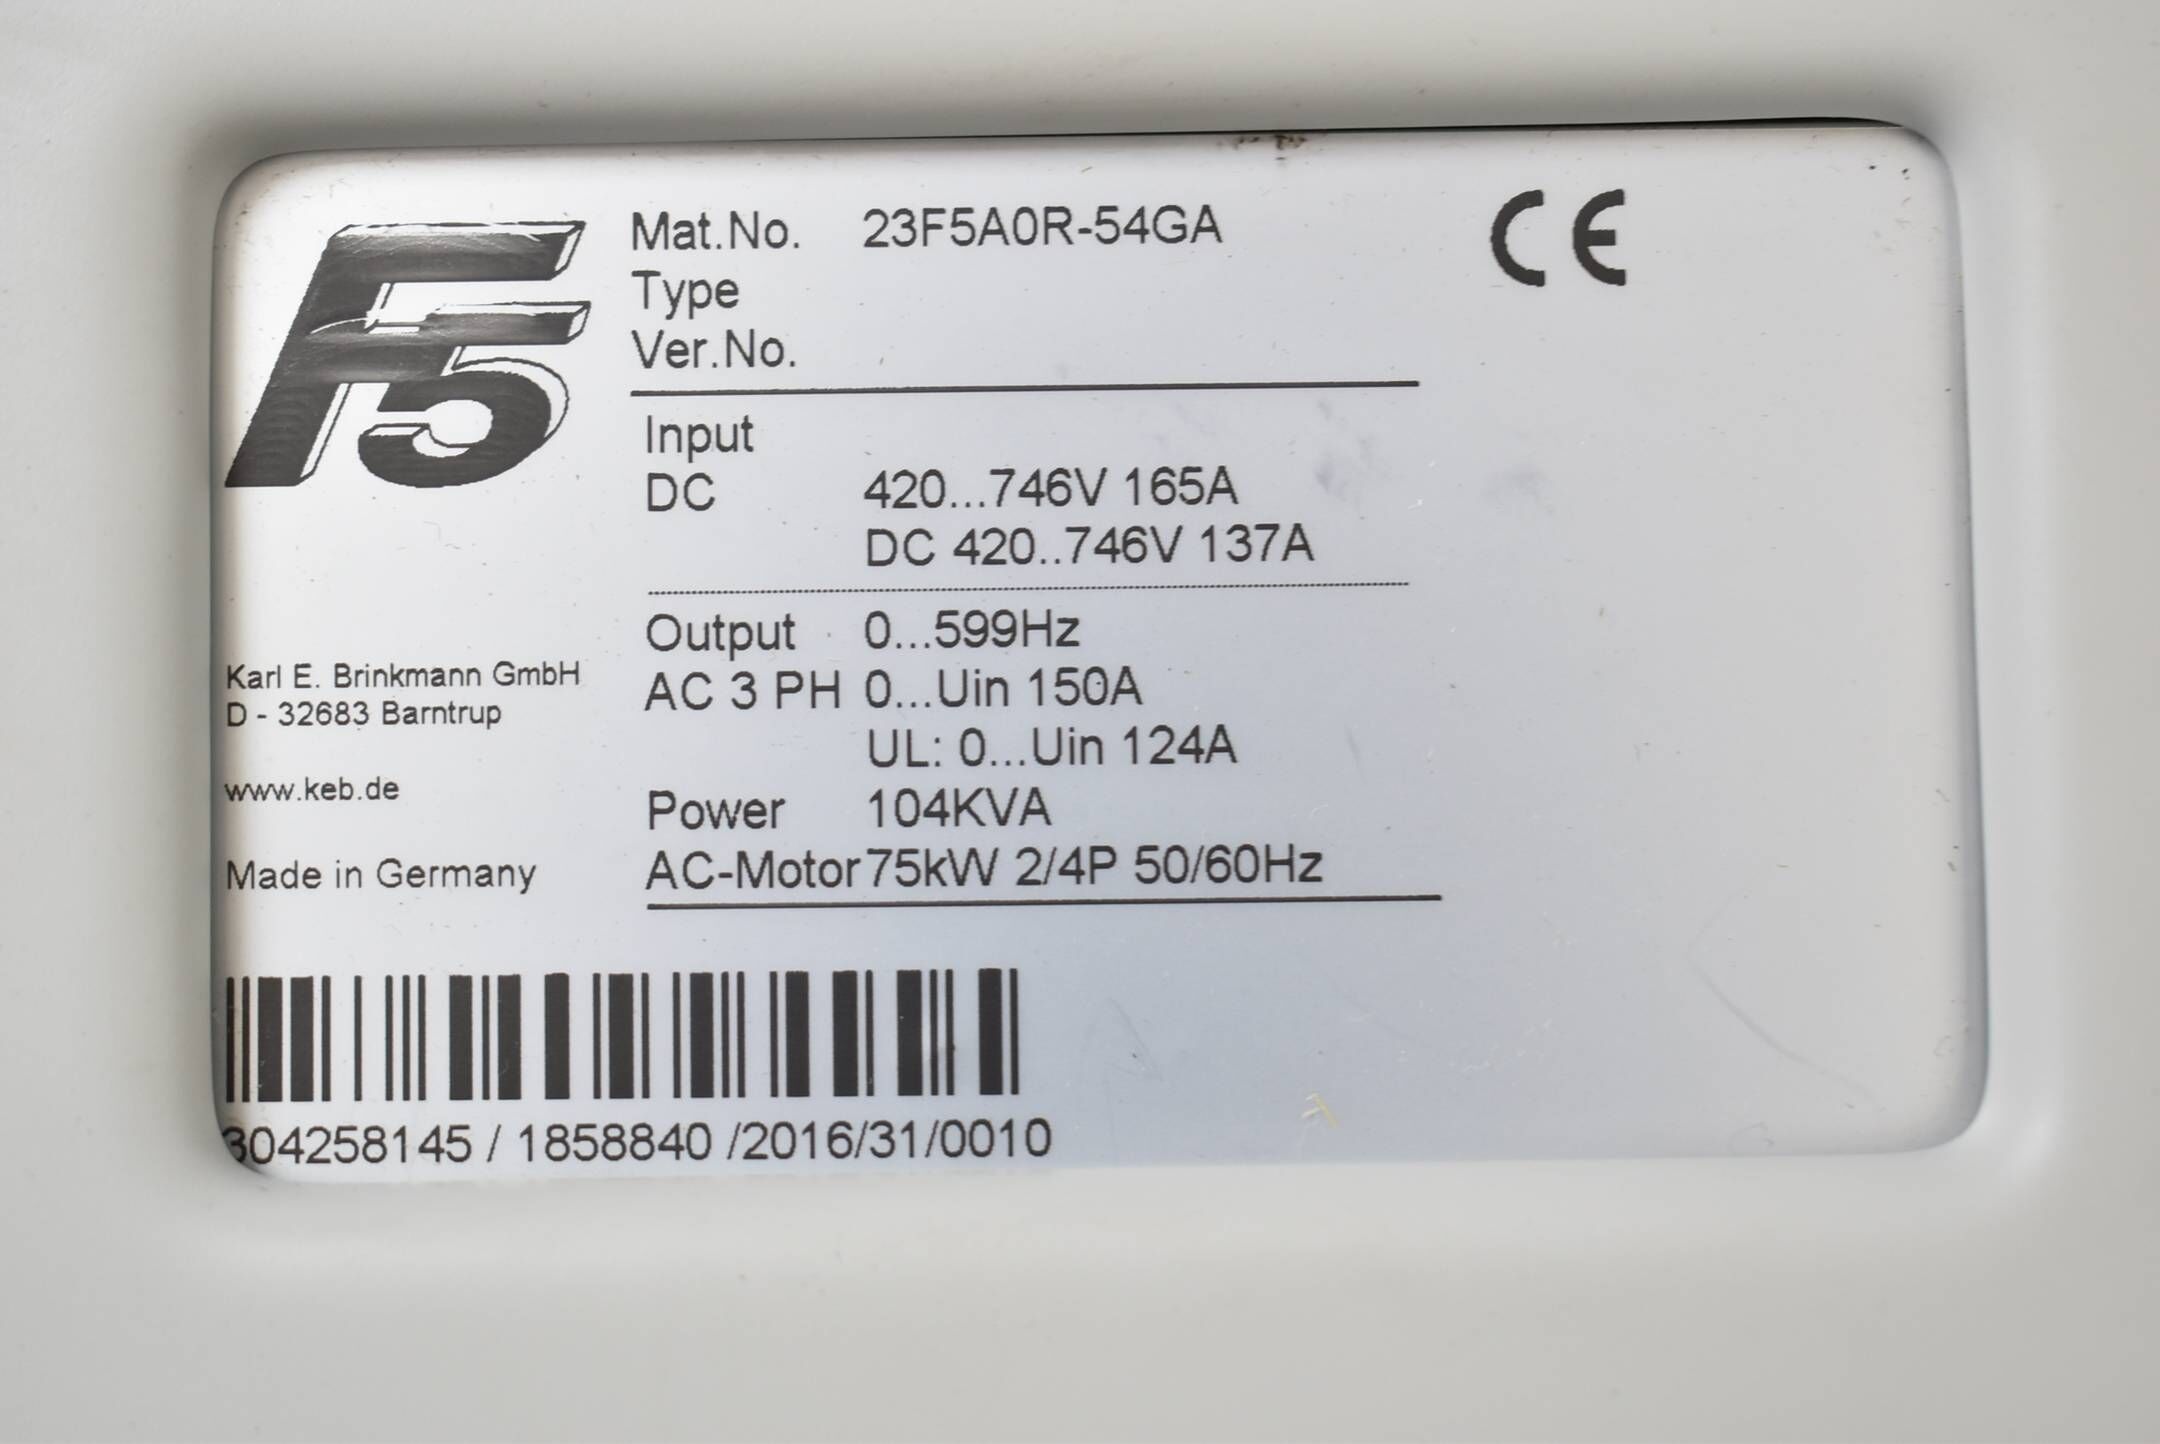 F5
Mat.No. 23F5A0R-54GA
Type
Ver.No.
CE
Input
DC 420...746V 165A
DC 420..746V 137A
Output 0...599Hz
AC 3 PH 0...Uin 150A
UL: 0...Uin 124A
Power 104KVA
AC-Motor 75kW 2/4P 50/60Hz
Karl E. Brinkmann GmbH
D - 32683 Barntrup
www.keb.de
Made in Germany
304258145 / 1858840 /2016/31/0010